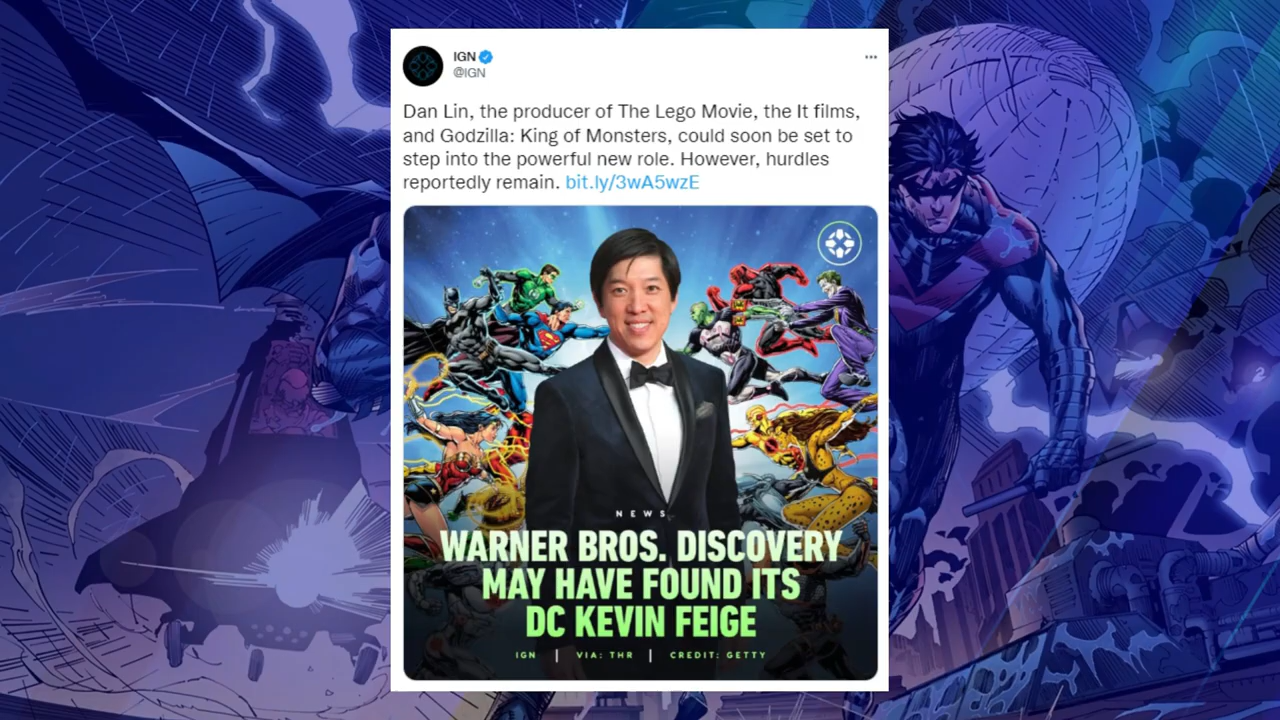 IGN
@IGN
Dan Lin, the producer of The Lego Movie, the It films,
and Godzilla: King of Monsters, could soon be set to
step into the powerful new role. However, hurdles
reportedly remain. bit.ly/3wA5wzE
NEWS
WARNER BROS. DISCOVERY
MAY HAVE FOUND ITS
DC KEVIN FEIGE
IGN | VIA: THR | CREDIT: GETTY